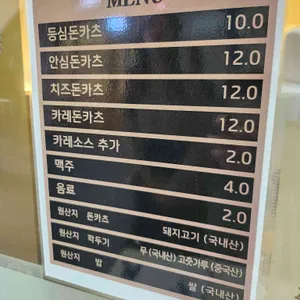 MENU
등심돈카츠 10.0
안심돈카츠 12.0
치즈돈카츠 12.0
카레돈카츠 12.0
카레소스 추가 2.0
맥주 4.0
음료 2.0
원산지 돈카츠 돼지고기 (국내산)
원산지 깍두기 무 (국내산) 고춧가루 (중국산)
원산지 밥 쌀 (국내산)